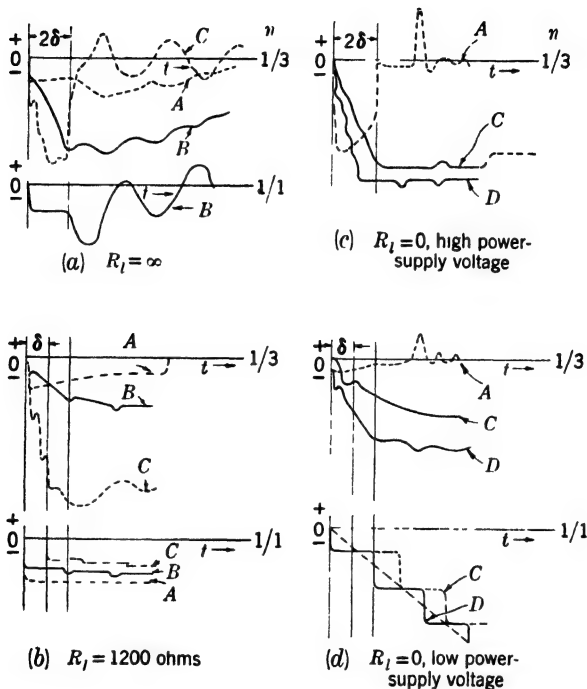 2δ
C
n
+
0
−
t
1/3
A
B
+
0
−
t
1/1
B
(a) R_l = ∞
2δ
A
n
+
0
−
t
1/3
C
D
(c) R_l = 0, high power-
supply voltage
δ
A
+
0
−
t
1/3
B
C
+
0
−
t
1/1
C
B
A
(b) R_l = 1200 ohms
δ
+
0
−
t
1/3
A
C
D
+
0
−
t
1/1
C
D
(d) R_l = 0, low power-
supply voltage